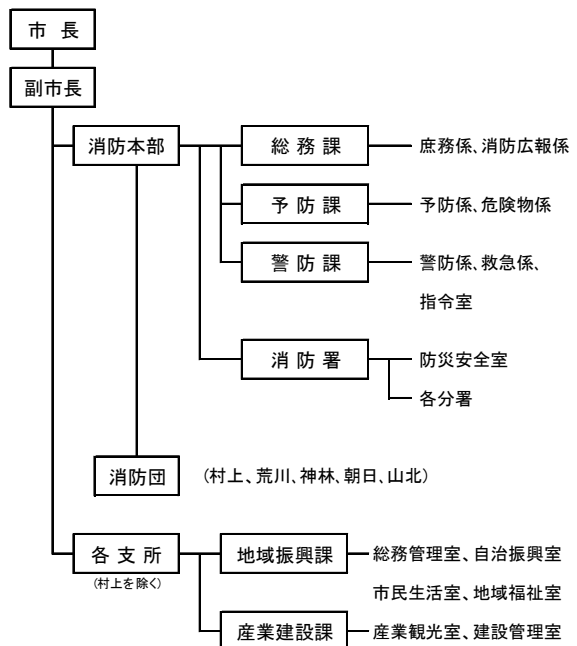 市 長
副市長
消防本部
総 務 課
庶務係、消防広報係
予 防 課
予防係、危険物係
警 防 課
警防係、救急係、
指令室
消 防 署
防災安全室
各分署
消防団
(村上、荒川、神林、朝日、山北)
各 支 所
(村上を除く)
地域振興課
総務管理室、自治振興室
市民生活室、地域福祉室
産業建設課
産業観光室、建設管理室